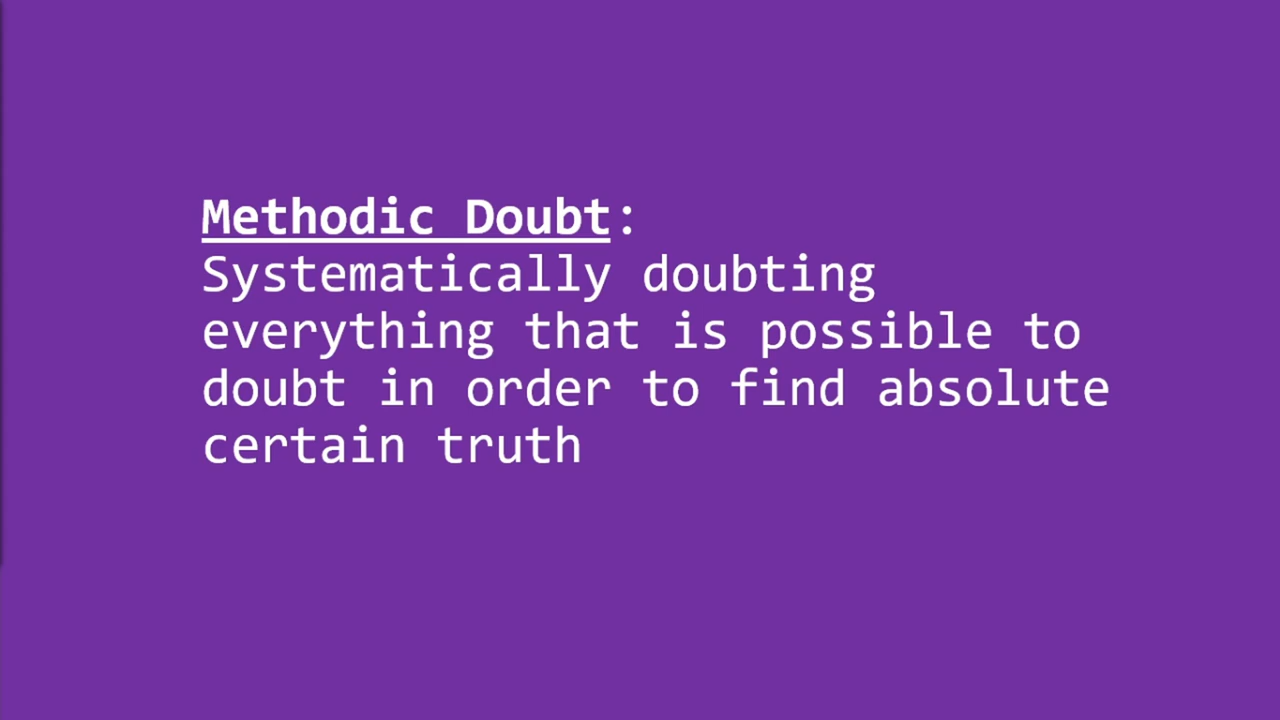 Methodic Doubt:
Systematically doubting
everything that is possible to
doubt in order to find absolute
certain truth